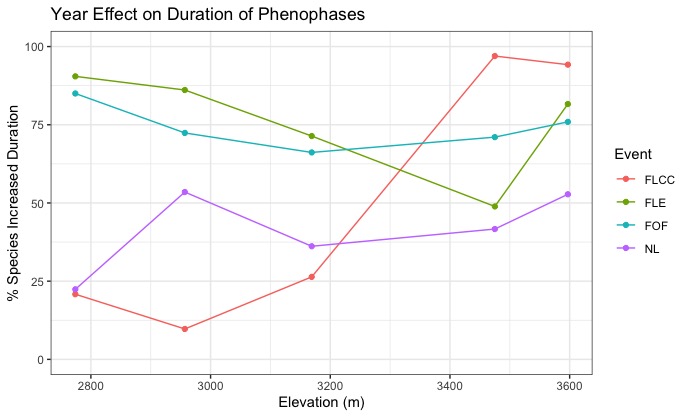 Year Effect on Duration of Phenophases
% Species Increased Duration
100
75
50
25
0
2800 3000 3200 3400 3600
Elevation (m)
Event
FLCC
FLE
FOF
NL